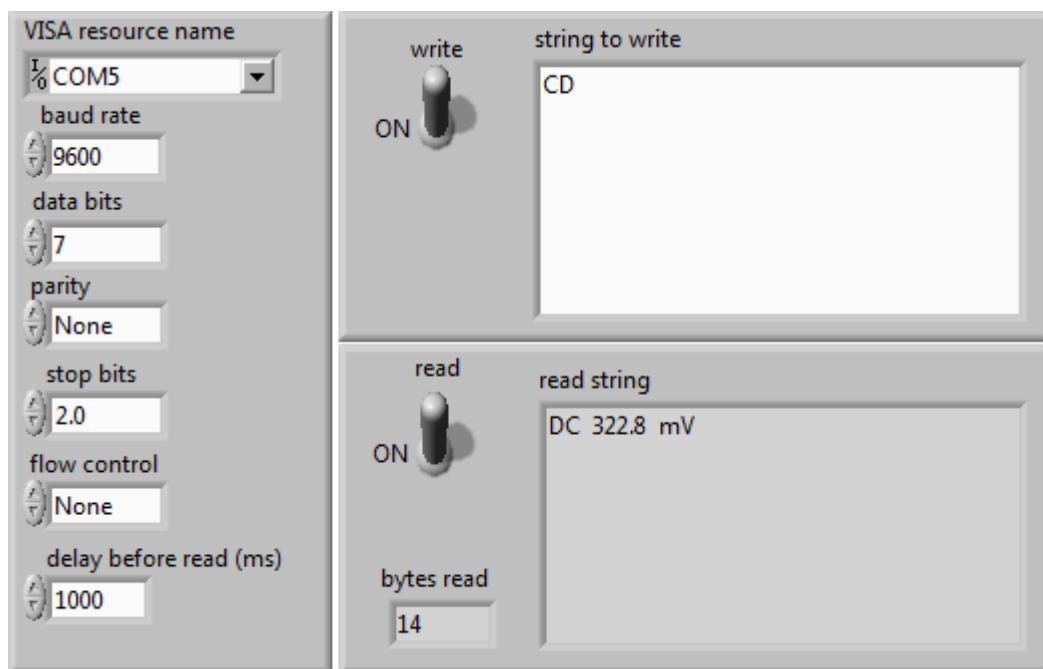 VISA resource name
I/O COM5
baud rate
9600
data bits
7
parity
None
stop bits
2.0
flow control
None
delay before read (ms)
1000
write
ON
string to write
CD
read
ON
bytes read
14
read string
DC  322.8  mV